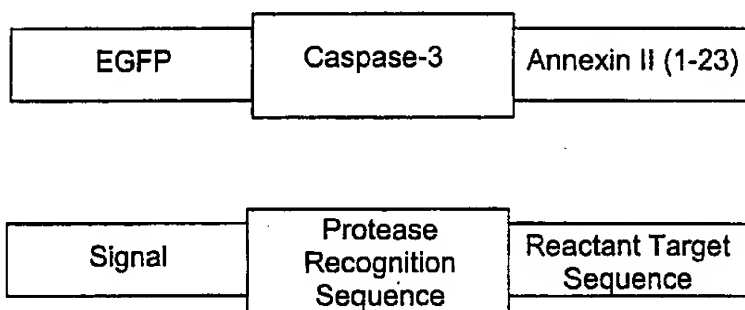 EGFP
Caspase-3
Annexin II (1-23)
Signal
Protease
Recognition
Sequence
Reactant Target
Sequence